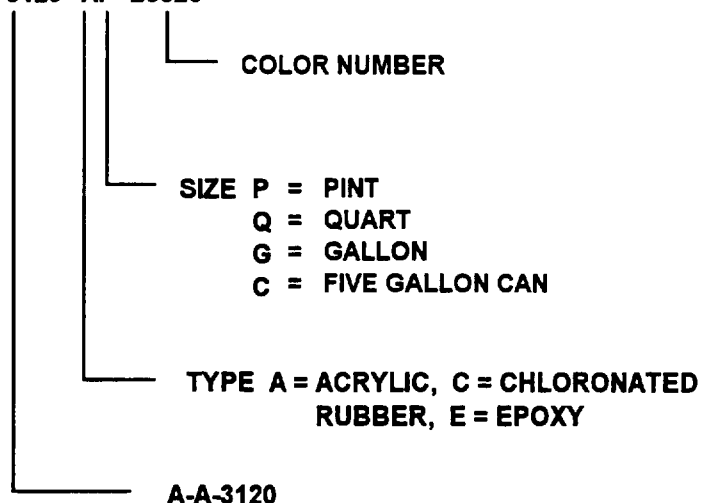 COLOR NUMBER
SIZE P = PINT
Q = QUART
G = GALLON
C = FIVE GALLON CAN
TYPE A = ACRYLIC, C = CHLORONATED
RUBBER, E = EPOXY
A-A-3120